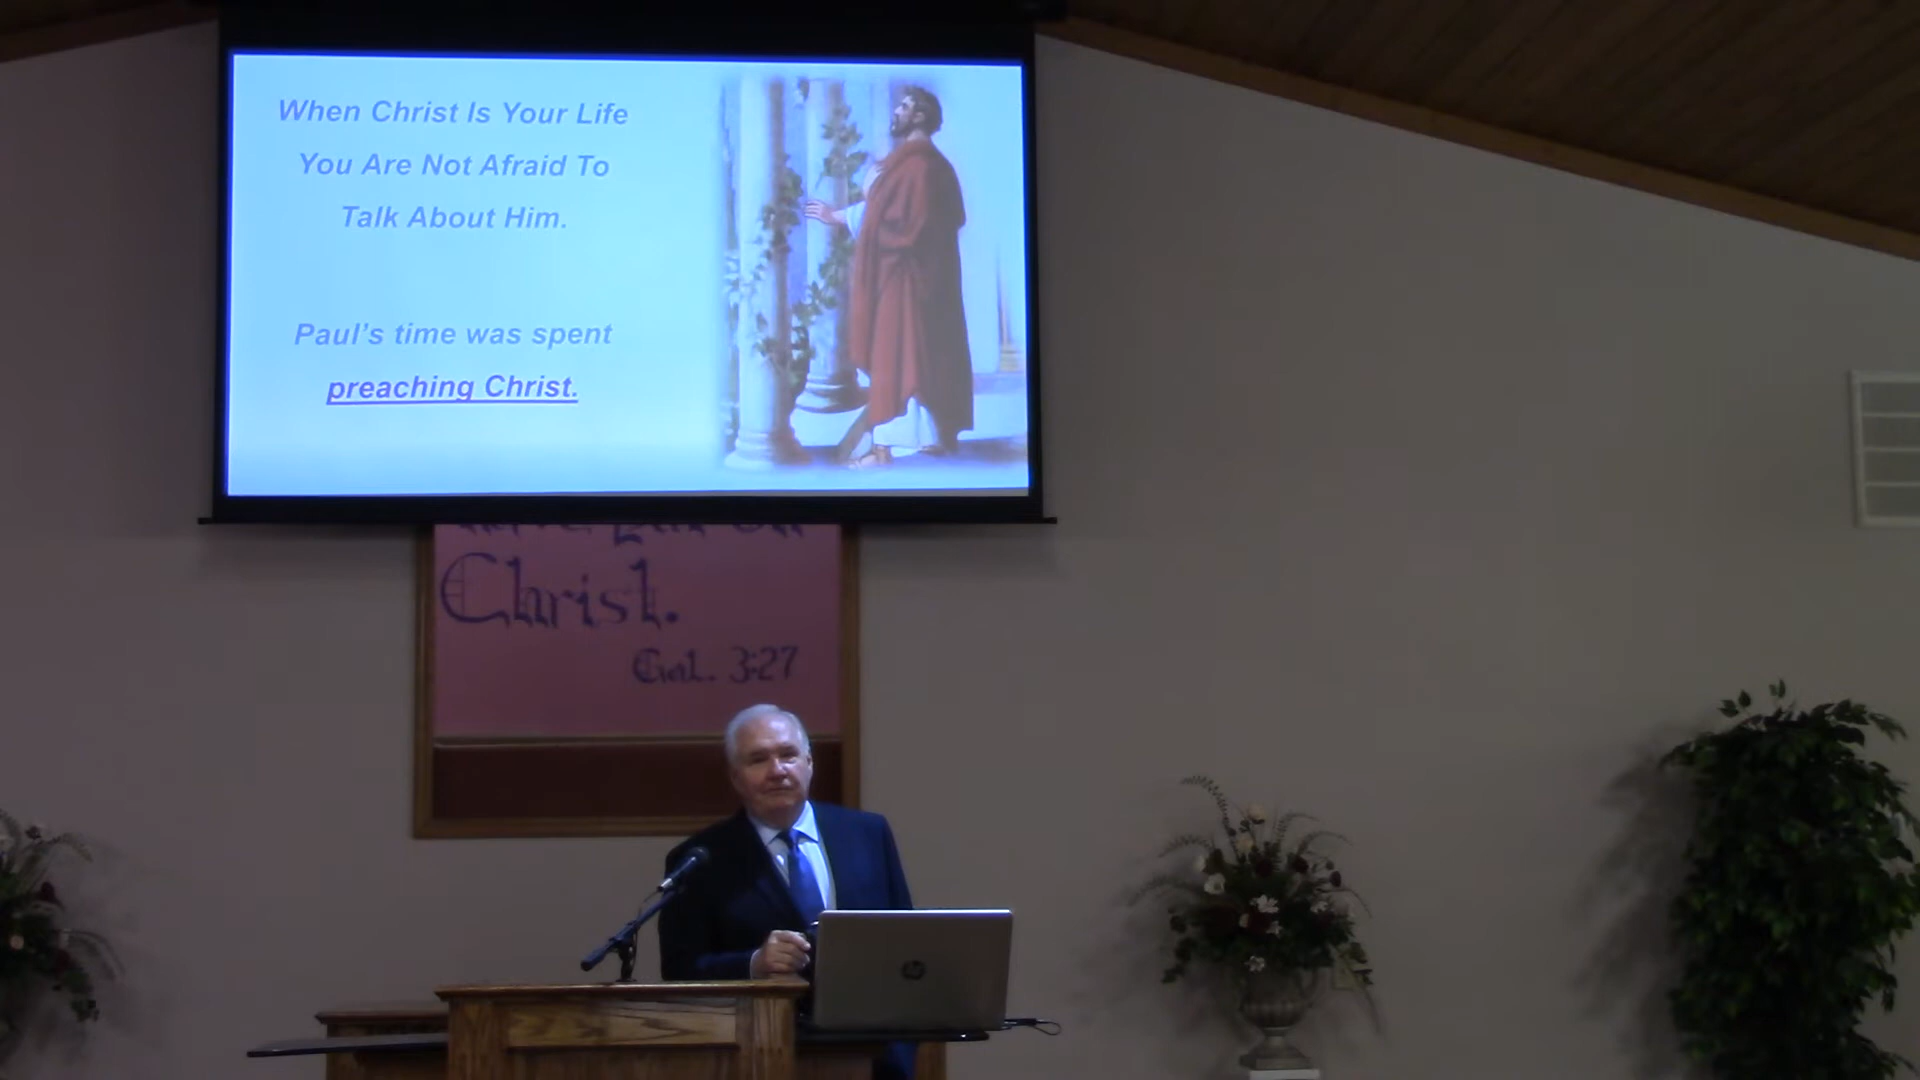 When Christ Is Your Life
You Are Not Afraid To
Talk About Him.
Paul's time was spent
preaching Christ.
Christ.
Gal. 3:27
hp